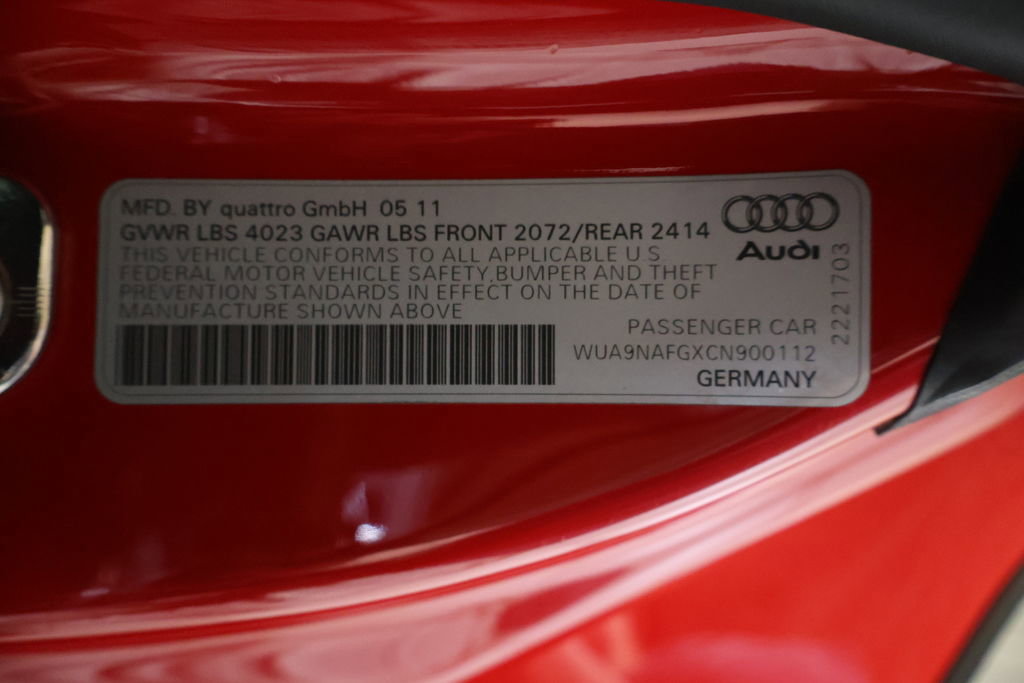 MFD. BY quattro GmbH 05 11
GVWR LBS 4023 GAWR LBS FRONT 2072/REAR 2414
THIS VEHICLE CONFORMS TO ALL APPLICABLE U S
FEDERAL MOTOR VEHICLE SAFETY,BUMPER AND THEFT
PREVENTION STANDARDS IN EFFECT ON THE DATE OF
MANUFACTURE SHOWN ABOVE
Audi
2221703
PASSENGER CAR
WUA9NAFGXCN900112
GERMANY